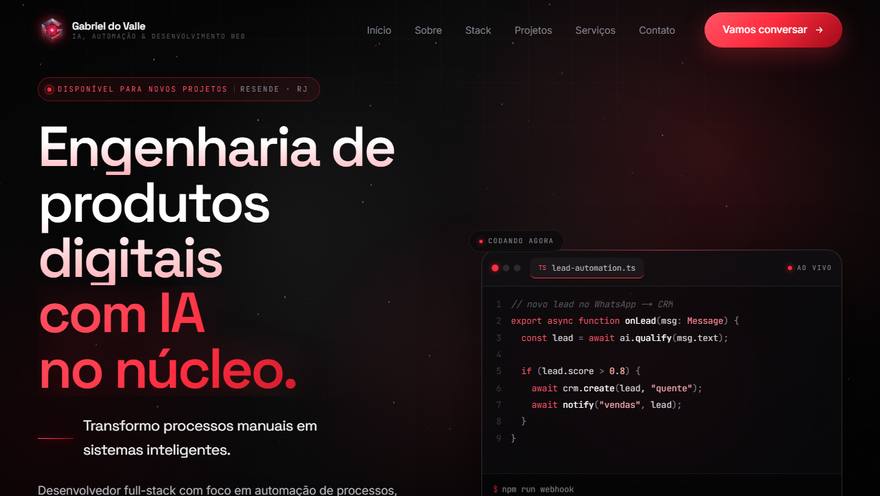 Gabriel do Valle
IA, AUTOMAÇÃO & DESENVOLVIMENTO WEB
Início Sobre Stack Projetos Serviços Contato Vamos conversar →
DISPONÍVEL PARA NOVOS PROJETOS | RESENDE · RJ
Engenharia de
produtos
digitais
com IA
no núcleo.
Transformo processos manuais em
sistemas inteligentes.
Desenvolvedor full-stack com foco em automação de processos,
CODANDO AGORA
TS lead-automation.ts AO VIVO
1 // novo lead no WhatsApp —> CRM
2 export async function onLead(msg: Message) {
3 const lead = await ai.qualify(msg.text);
4
5 if (lead.score > 0.8) {
6 await crm.create(lead, "quente");
7 await notify("vendas", lead);
8 }
9 }
$ npm run webhook